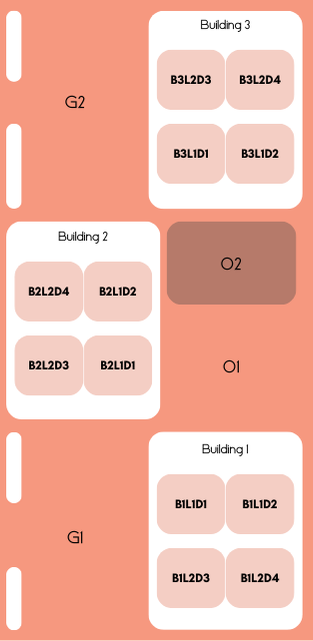 Building 3
B3L2D3 B3L2D4
G2
B3L1D1 B3L1D2
Building 2
O2
B2L2D4 B2L1D2
B2L2D3 B2L1D1
O1
Building 1
B1L1D1 B1L1D2
G1
B1L2D3 B1L2D4